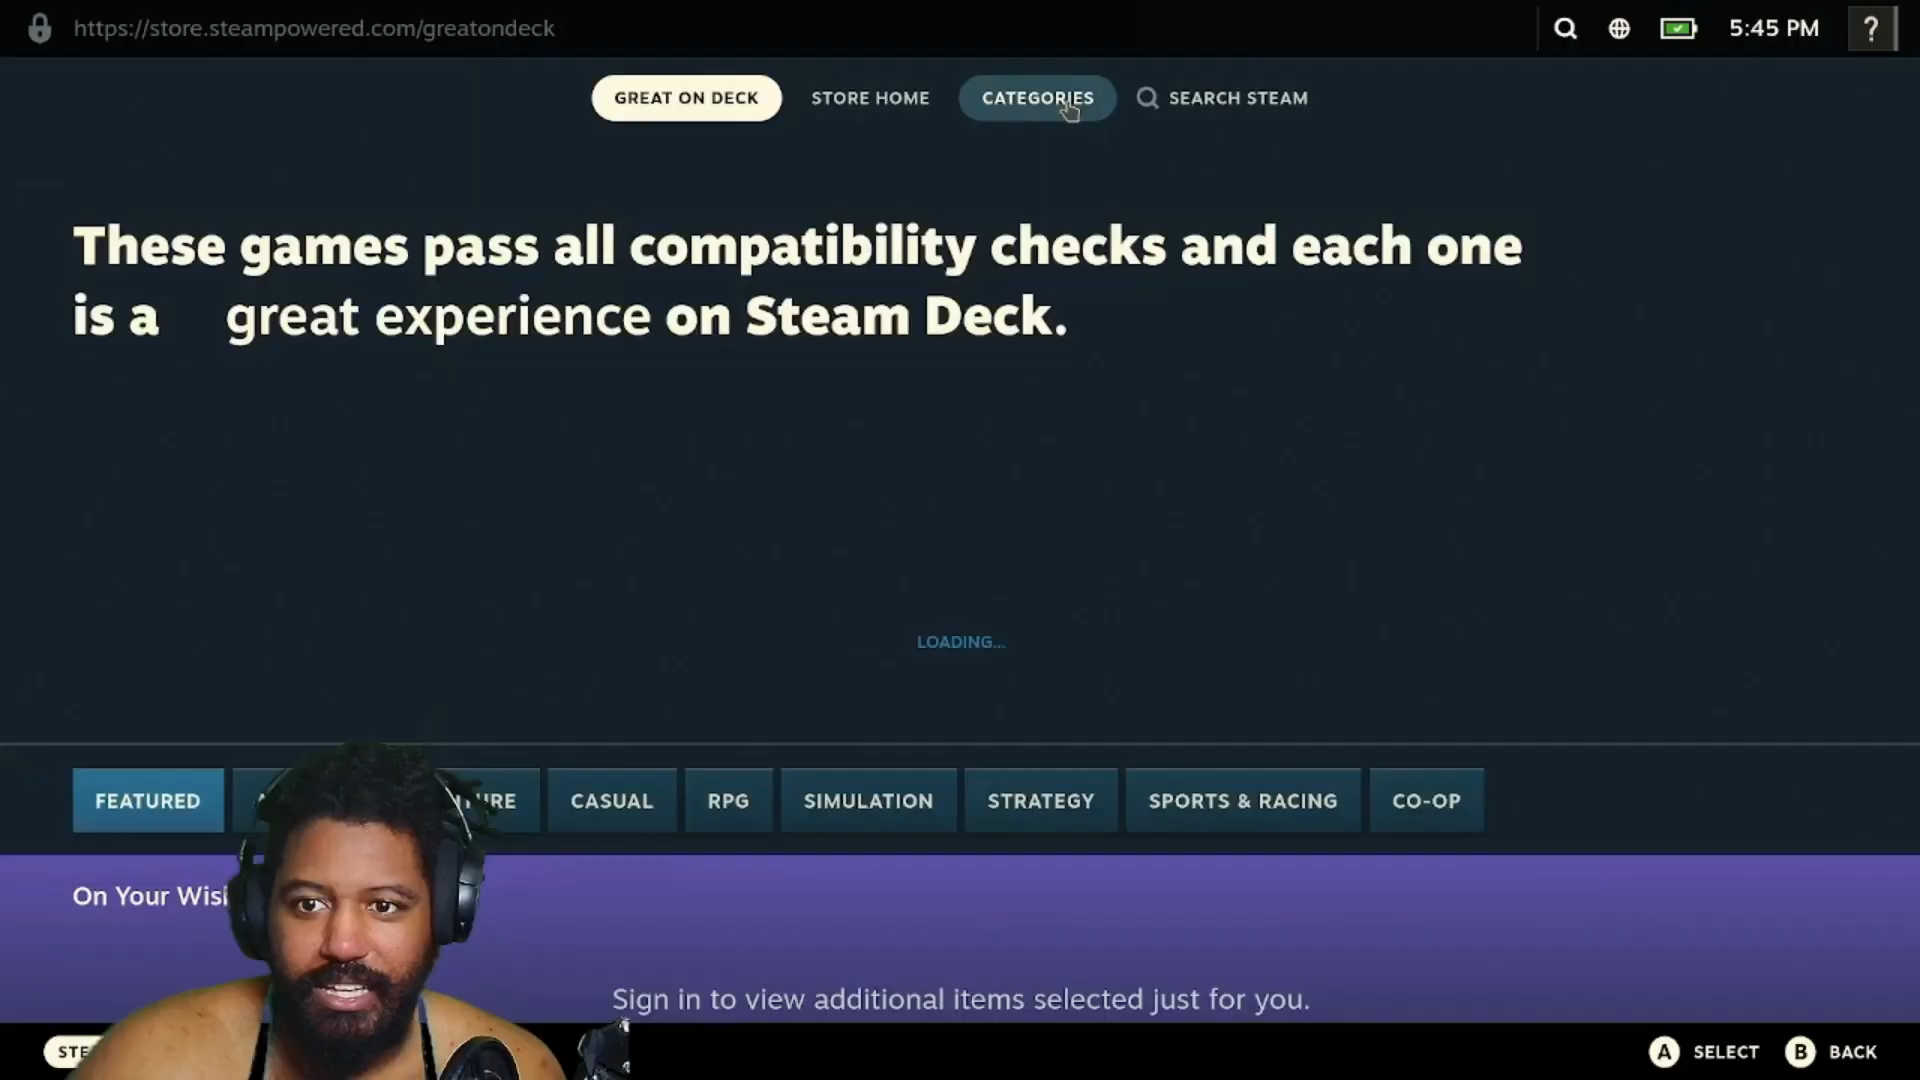 https://store.steampowered.com/greatondeck
5:45 PM
?
GREAT ON DECK
STORE HOME
CATEGORIES
SEARCH STEAM
These games pass all compatibility checks and each one
is a great experience on Steam Deck.
LOADING...
FEATURED
CASUAL
RPG
SIMULATION
STRATEGY
SPORTS & RACING
CO-OP
On Your
Sign in to view additional items selected just for you.
A SELECT
B BACK